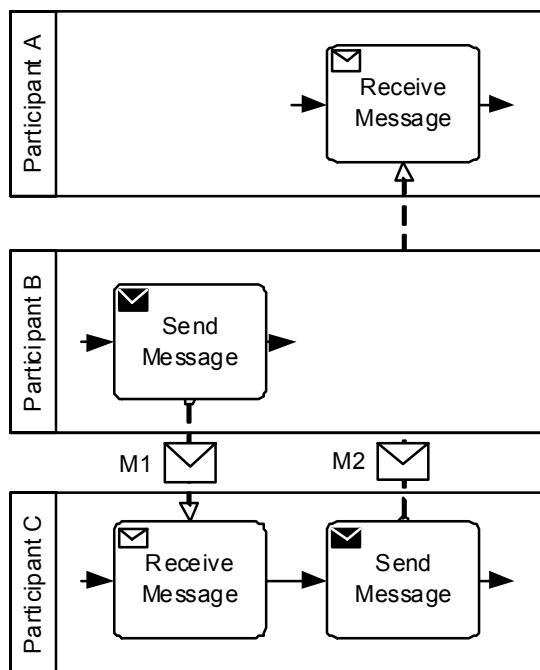 Participant A
Receive
Message
Participant B
Send
Message
M1
M2
Participant C
Receive
Message
Send
Message